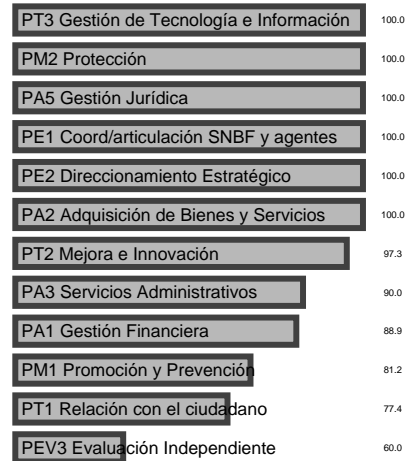 PT3 Gestión de Tecnología e Información 100.0
PM2 Protección 100.0
PA5 Gestión Jurídica 100.0
PE1 Coord/articulación SNBF y agentes 100.0
PE2 Direccionamiento Estratégico 100.0
PA2 Adquisición de Bienes y Servicios 100.0
PT2 Mejora e Innovación 97.3
PA3 Servicios Administrativos 90.0
PA1 Gestión Financiera 88.9
PM1 Promoción y Prevención 81.2
PT1 Relación con el ciudadano 77.4
PEV3 Evaluación Independiente 60.0